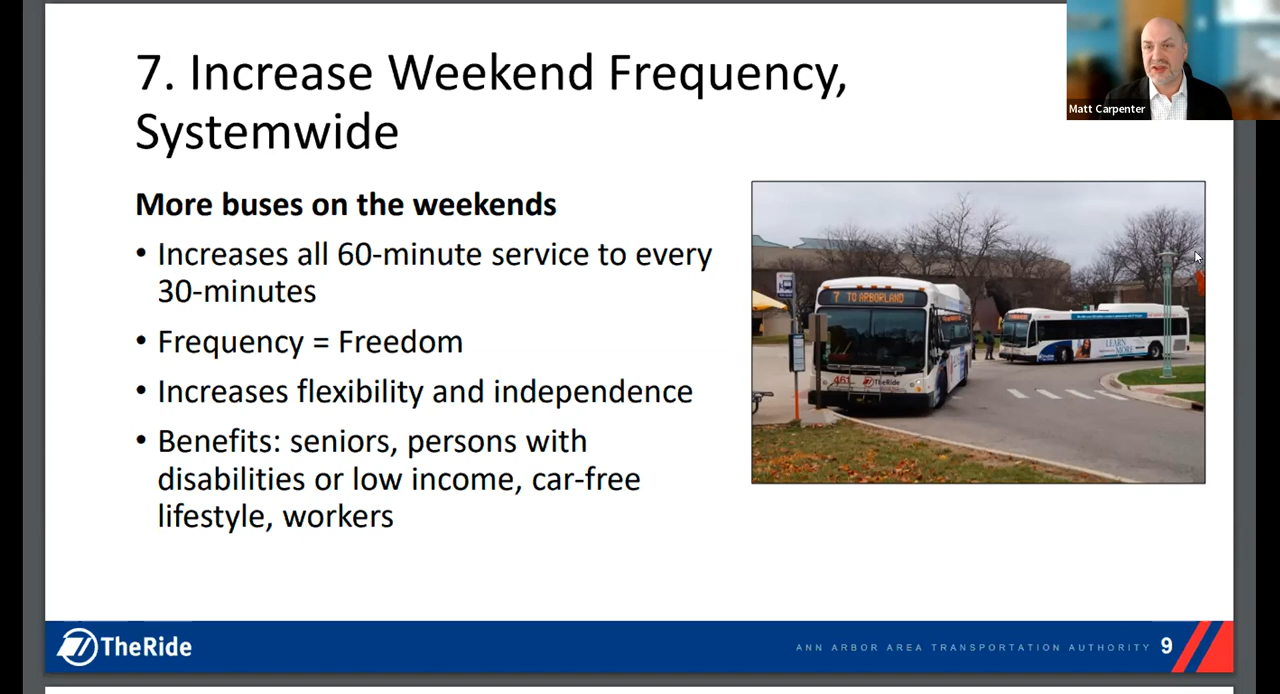 7. Increase Weekend Frequency,
Systemwide
Matt Carpenter
More buses on the weekends
• Increases all 60-minute service to every
30-minutes
• Frequency = Freedom
• Increases flexibility and independence
• Benefits: seniors, persons with
disabilities or low income, car-free
lifestyle, workers
7 TO ARBORLAND
461 TheRide
LEARN
MORE
TheRide
ANN ARBOR AREA TRANSPORTATION AUTHORITY 9